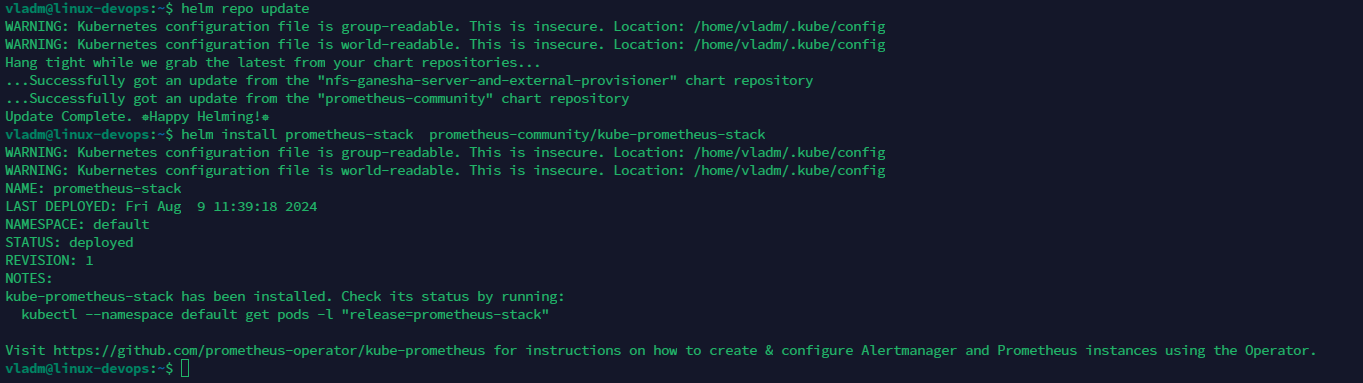 vladm@linux-devops:~$ helm repo update
WARNING: Kubernetes configuration file is group-readable. This is insecure. Location: /home/vladm/.kube/config
WARNING: Kubernetes configuration file is world-readable. This is insecure. Location: /home/vladm/.kube/config
Hang tight while we grab the latest from your chart repositories...
...Successfully got an update from the "nfs-ganesha-server-and-external-provisioner" chart repository
...Successfully got an update from the "prometheus-community" chart repository
Update Complete. ⎈Happy Helming!⎈
vladm@linux-devops:~$ helm install prometheus-stack  prometheus-community/kube-prometheus-stack
WARNING: Kubernetes configuration file is group-readable. This is insecure. Location: /home/vladm/.kube/config
WARNING: Kubernetes configuration file is world-readable. This is insecure. Location: /home/vladm/.kube/config
NAME: prometheus-stack
LAST DEPLOYED: Fri Aug  9 11:39:18 2024
NAMESPACE: default
STATUS: deployed
REVISION: 1
NOTES:
kube-prometheus-stack has been installed. Check its status by running:
  kubectl --namespace default get pods -l "release=prometheus-stack"

Visit https://github.com/prometheus-operator/kube-prometheus for instructions on how to create & configure Alertmanager and Prometheus instances using the Operator.
vladm@linux-devops:~$